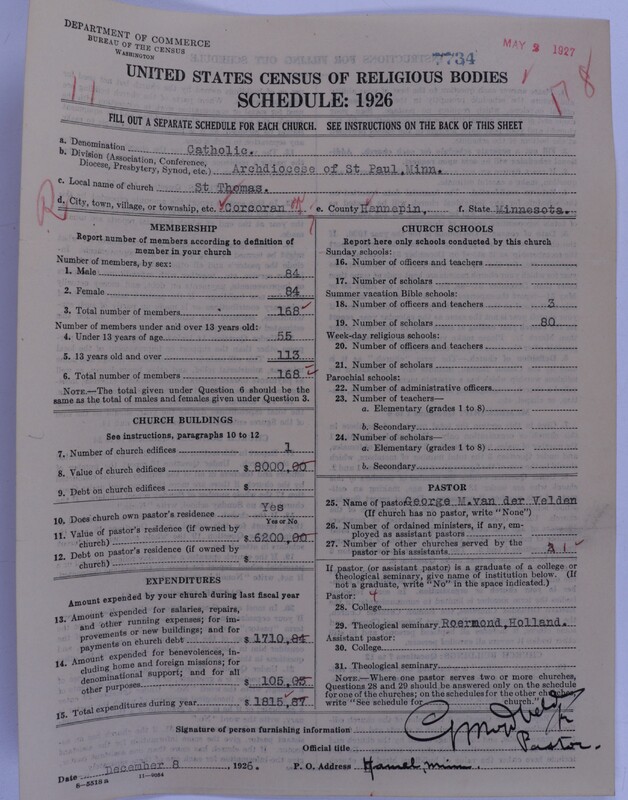 DEPARTMENT OF COMMERCE
BUREAU OF THE CENSUS
WASHINGTON
7734
MAY 2 1927
UNITED STATES CENSUS OF RELIGIOUS BODIES
SCHEDULE: 1926
FILL OUT A SEPARATE SCHEDULE FOR EACH CHURCH. SEE INSTRUCTIONS ON THE BACK OF THIS SHEET
a. Denomination Catholic.
b. Division (Association, Conference, Diocese, Presbytery, Synod, etc.) Archdiocese of St Paul, Minn.
c. Local name of church St Thomas.
d. City, town, village, or township, etc. Corcoran e. County Hennepin, f. State Minnesota.
MEMBERSHIP
Report number of members according to definition of
member in your church
Number of members, by sex:
1. Male 84
2. Female 84
3. Total number of members 168
Number of members under and over 13 years old:
4. Under 13 years of age 55
5. 13 years old and over 113
6. Total number of members 168
NOTE.—The total given under Question 6 should be the
same as the total of males and females given under Question 3.
CHURCH BUILDINGS
See instructions, paragraphs 10 to 12
7. Number of church edifices 1
8. Value of church edifices $ 8000,00
9. Debt on church edifices $
10. Does church own pastor's residence Yes
Yes or No
11. Value of pastor's residence (if owned by
church) $ 6200,00
12. Debt on pastor's residence (if owned by
church) $
EXPENDITURES
Amount expended by your church during last fiscal year
13. Amount expended for salaries, repairs,
and other running expenses; for im-
provements or new buildings; and for
payments on church debt $ 1710,84
14. Amount expended for benevolences, in-
cluding home and foreign missions; for
denominational support; and for all
other purposes $ 105,05
15. Total expenditures during year $ 1815,87
CHURCH SCHOOLS
Report here only schools conducted by this church
Sunday schools:
16. Number of officers and teachers
17. Number of scholars
Summer vacation Bible schools:
18. Number of officers and teachers 3
19. Number of scholars 80
Week-day religious schools:
20. Number of officers and teachers
21. Number of scholars
Parochial schools:
22. Number of administrative officers
23. Number of teachers—
a. Elementary (grades 1 to 8)
b. Secondary
24. Number of scholars—
a. Elementary (grades 1 to 8)
b. Secondary
PASTOR
25. Name of pastor George M.van der Velden
(If church has no pastor, write "None")
26. Number of ordained ministers, if any, em-
ployed as assistant pastors
27. Number of other churches served by the
pastor or his assistants 1
If pastor (or assistant pastor) is a graduate of a college or
theological seminary, give name of institution below. (If
not a graduate, write "No" in the space indicated.)
Pastor:
28. College
29. Theological seminary Roermond, Holland.
Assistant pastor:
30. College
31. Theological seminary
NOTE.—Where one pastor serves two or more churches,
Questions 28 and 29 should be answered only on the schedule
for one of the churches; on the schedules for the other churches
write "See schedule for church."
Signature of person furnishing information
Official title Pastor.
Date December 8, 1926. P. O. Address Hamel, Minn.
8—5518a 11—9084